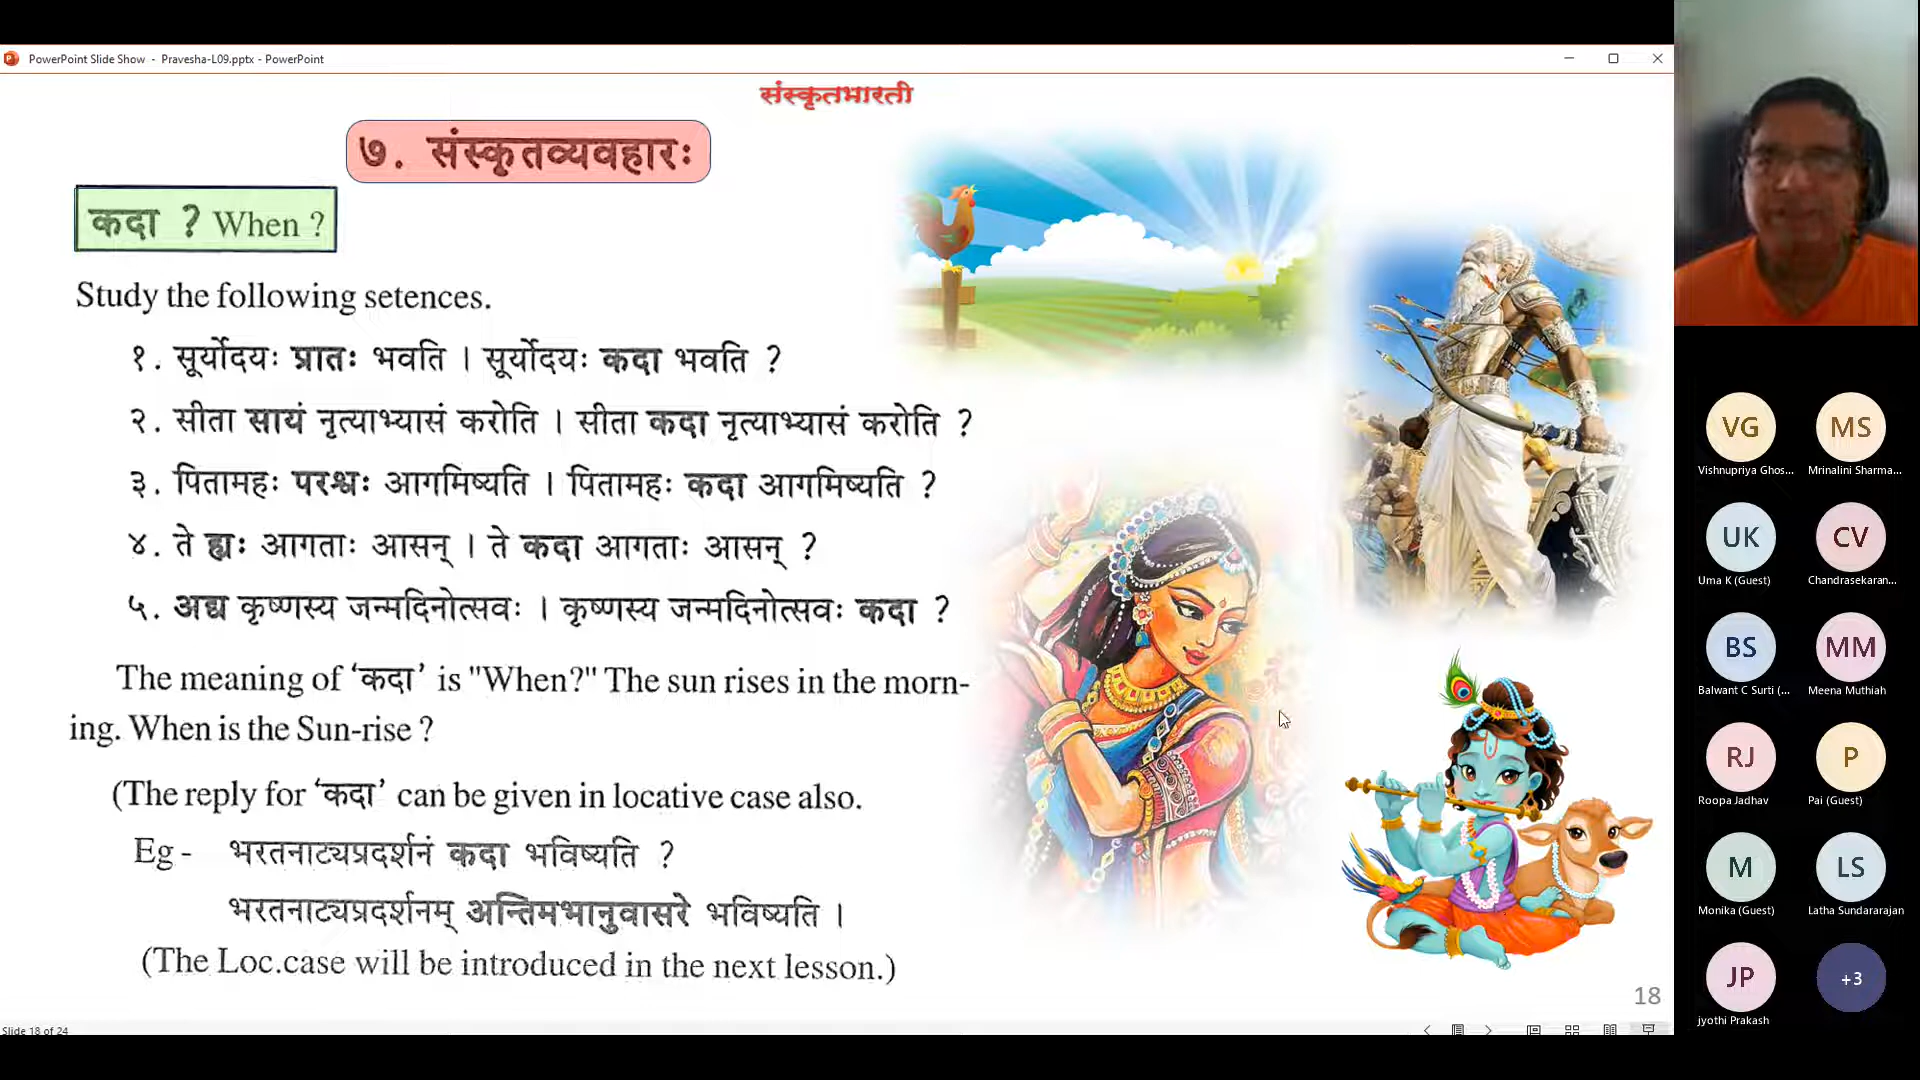 PowerPoint Slide Show - Pravesha-L09.pptx - PowerPoint
संस्कृतभारती
७. संस्कृतव्यवहारः
कदा ? When ?
Study the following setences.
१. सूर्योदयः प्रातः भवति । सूर्योदयः कदा भवति ?
२. सीता सायं नृत्याभ्यासं करोति । सीता कदा नृत्याभ्यासं करोति ?
३. पितामहः परश्वः आगमिष्यति । पितामहः कदा आगमिष्यति ?
४. ते ह्यः आगताः आसन् । ते कदा आगताः आसन् ?
५. अद्य कृष्णस्य जन्मदिनोत्सवः । कृष्णस्य जन्मदिनोत्सवः कदा ?
The meaning of ‘कदा’ is "When?" The sun rises in the morn-
ing. When is the Sun-rise ?
(The reply for ‘कदा’ can be given in locative case also.
Eg - भरतनाट्यप्रदर्शनं कदा भविष्यति ?
भरतनाट्यप्रदर्शनम् अन्तिमभानुवासरे भविष्यति ।
(The Loc.case will be introduced in the next lesson.)
18
Slide 18 of 24
VG MS
Vishnupriya Ghos... Mrinalini Sharma...
UK CV
Uma K (Guest) Chandrasekaran...
BS MM
Balwant C Surti (... Meena Muthiah
RJ P
Roopa Jadhav Pai (Guest)
M LS
Monika (Guest) Latha Sundararajan
JP +3
jyothi Prakash